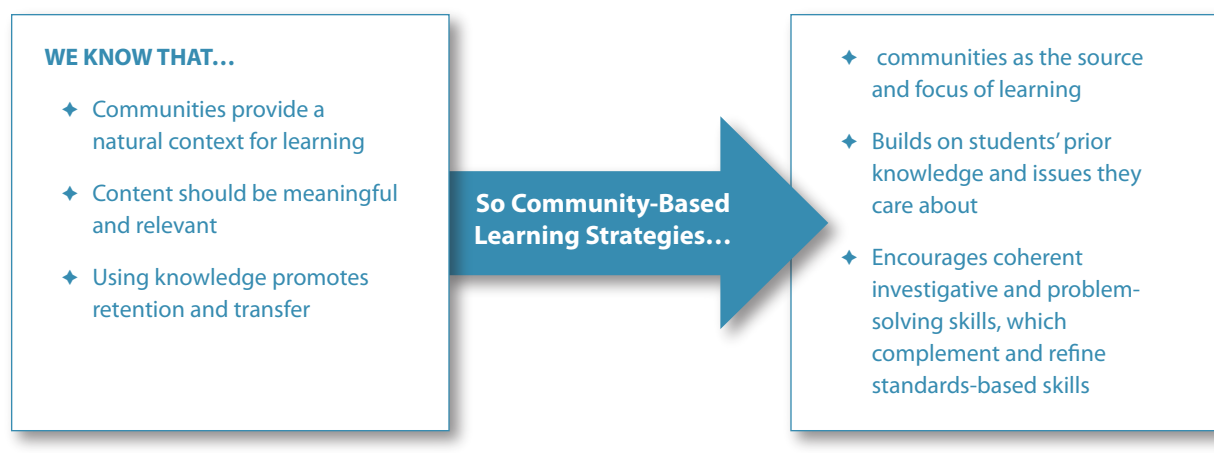 WE KNOW THAT…
✦ Communities provide a
natural context for learning
✦ Content should be meaningful
and relevant
✦ Using knowledge promotes
retention and transfer
So Community-Based
Learning Strategies…
✦ communities as the source
and focus of learning
✦ Builds on students’ prior
knowledge and issues they
care about
✦ Encourages coherent
investigative and problem-
solving skills, which
complement and refine
standards-based skills